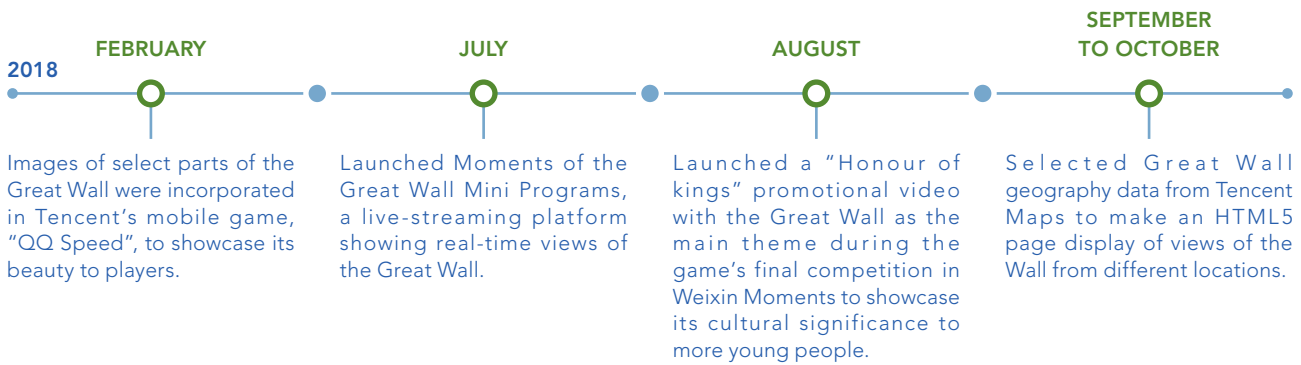 2018
FEBRUARY
Images of select parts of the
Great Wall were incorporated
in Tencent's mobile game,
“QQ Speed”, to showcase its
beauty to players.
JULY
Launched Moments of the
Great Wall Mini Programs,
a live-streaming platform
showing real-time views of
the Great Wall.
AUGUST
Launched a “Honour of
kings” promotional video
with the Great Wall as the
main theme during the
game's final competition in
Weixin Moments to showcase
its cultural significance to
more young people.
SEPTEMBER
TO OCTOBER
Selected Great Wall
geography data from Tencent
Maps to make an HTML5
page display of views of the
Wall from different locations.